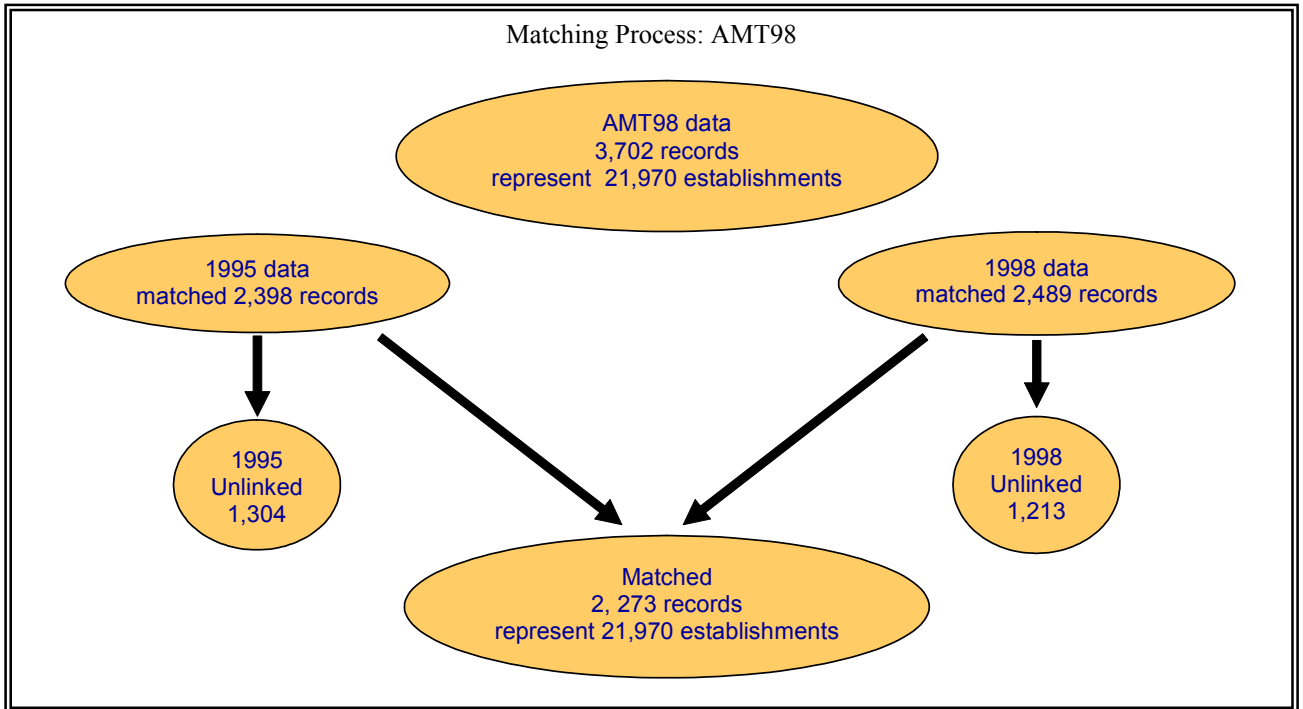 Matching Process: AMT98
AMT98 data
3,702 records
represent 21,970 establishments
1995 data
matched 2,398 records
1998 data
matched 2,489 records
1995
Unlinked
1,304
1998
Unlinked
1,213
Matched
2, 273 records
represent 21,970 establishments